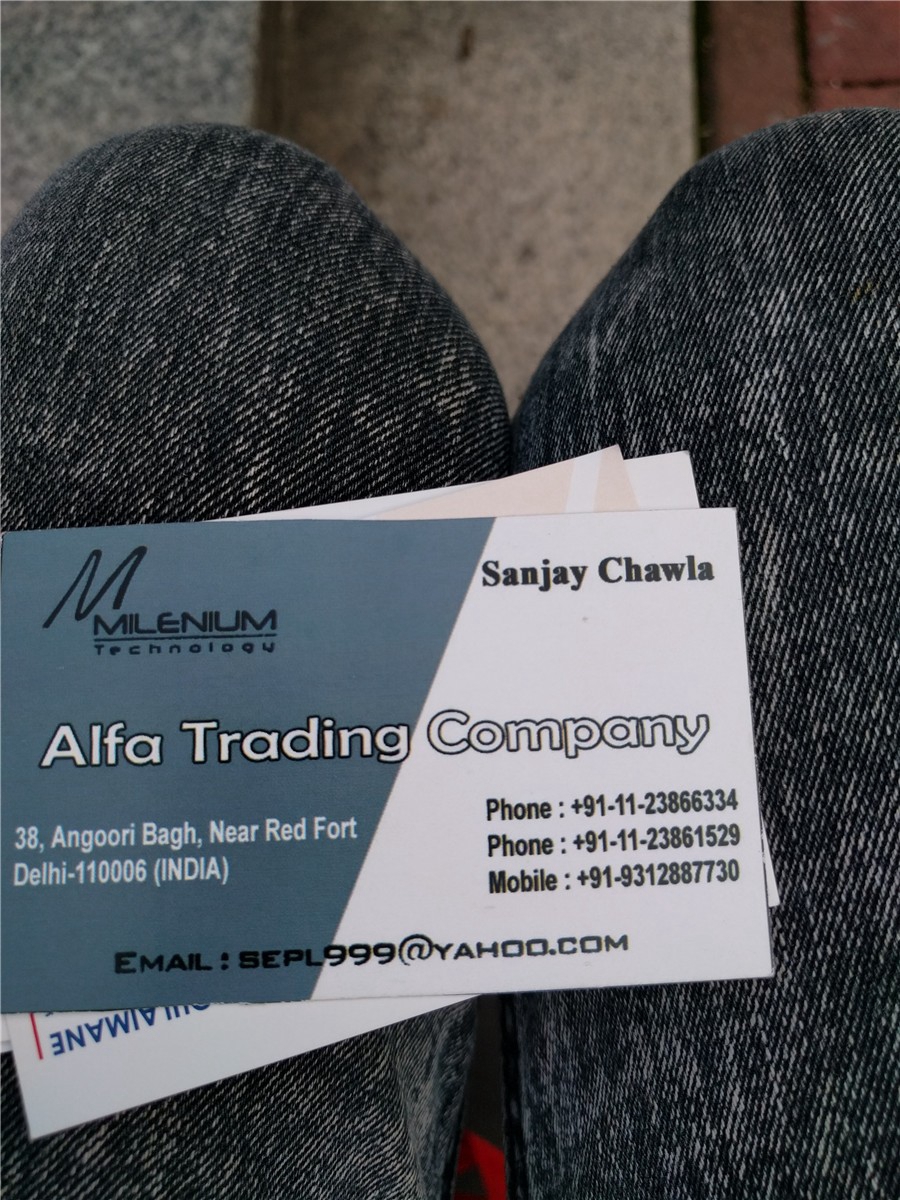 M
MILENIUM
Technology
Sanjay Chawla
Alfa Trading Company
38, Angoori Bagh, Near Red Fort
Delhi-110006 (INDIA)
Phone : +91-11-23866334
Phone : +91-11-23861529
Mobile : +91-9312887730
EMAIL : SEPL999@YAHOO.COM